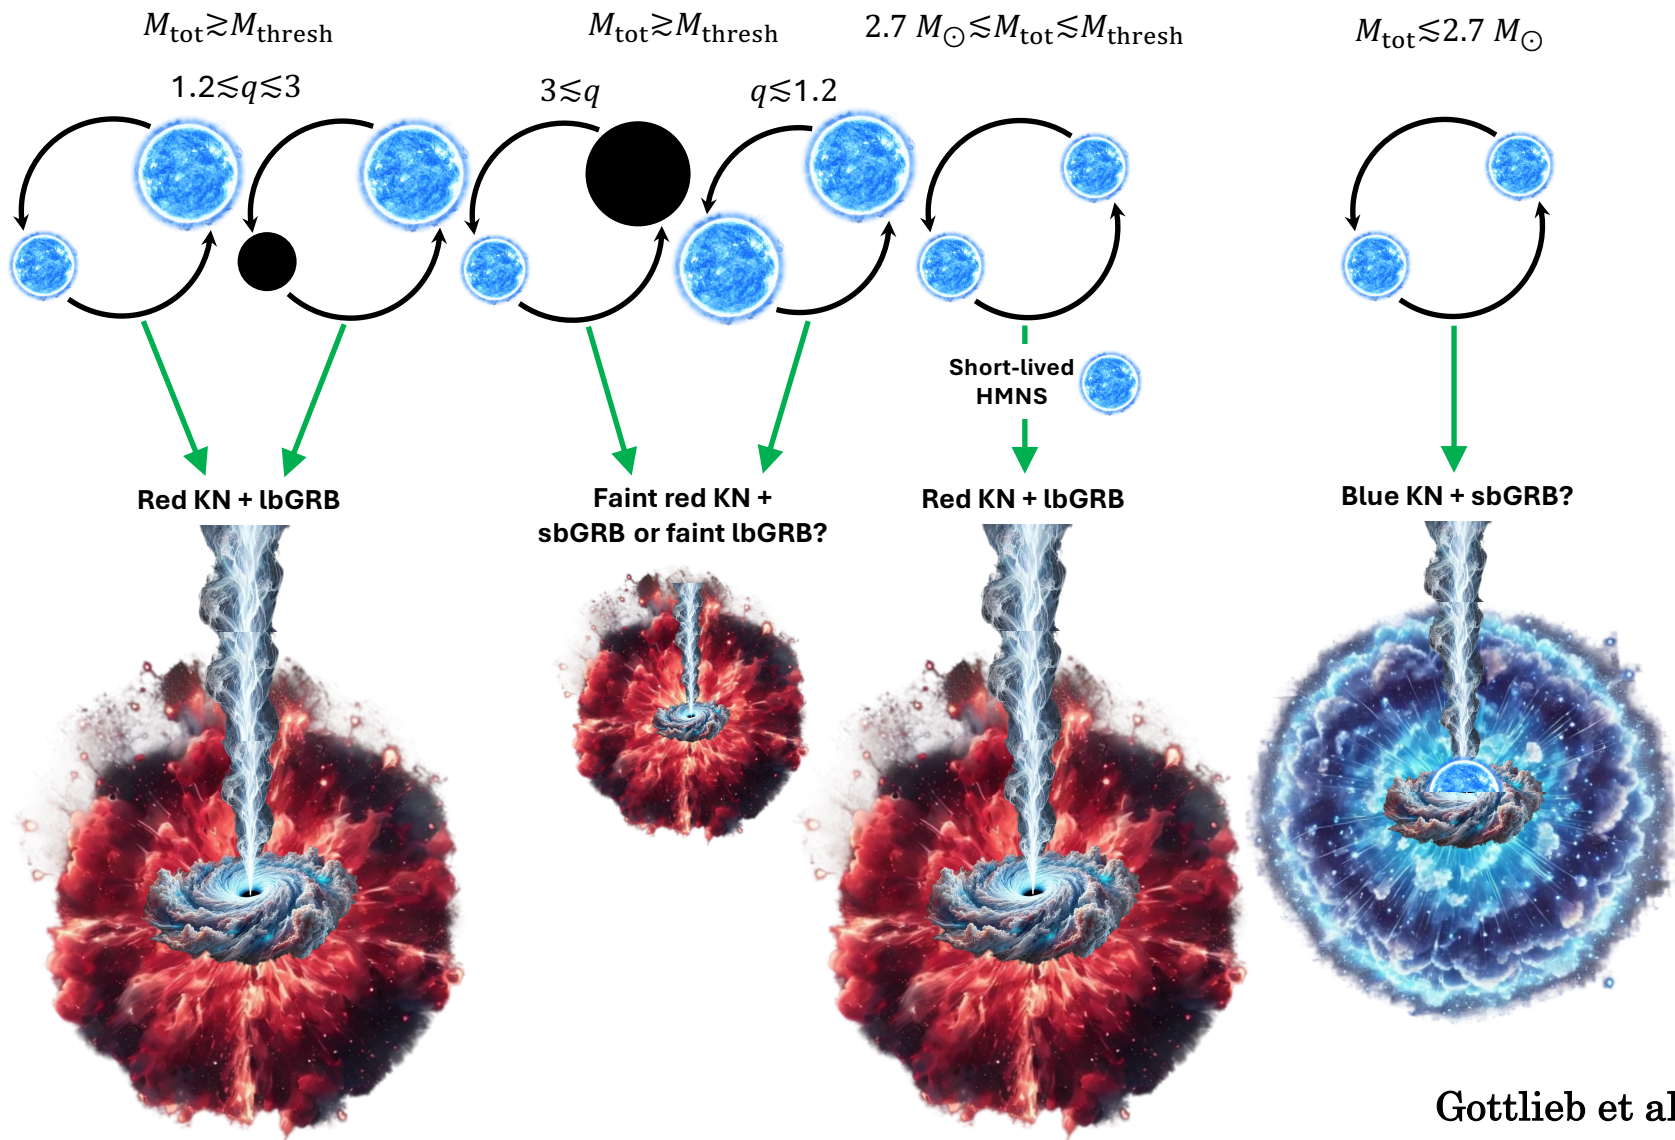 M_tot≳M_thresh
M_tot≳M_thresh
2.7 M_⊙≲M_tot≲M_thresh
M_tot≲2.7 M_⊙
1.2≲q≲3
3≲q
q≲1.2
Short-lived
HMNS
Red KN + lbGRB
Faint red KN +
sbGRB or faint lbGRB?
Red KN + lbGRB
Blue KN + sbGRB?
Gottlieb et al